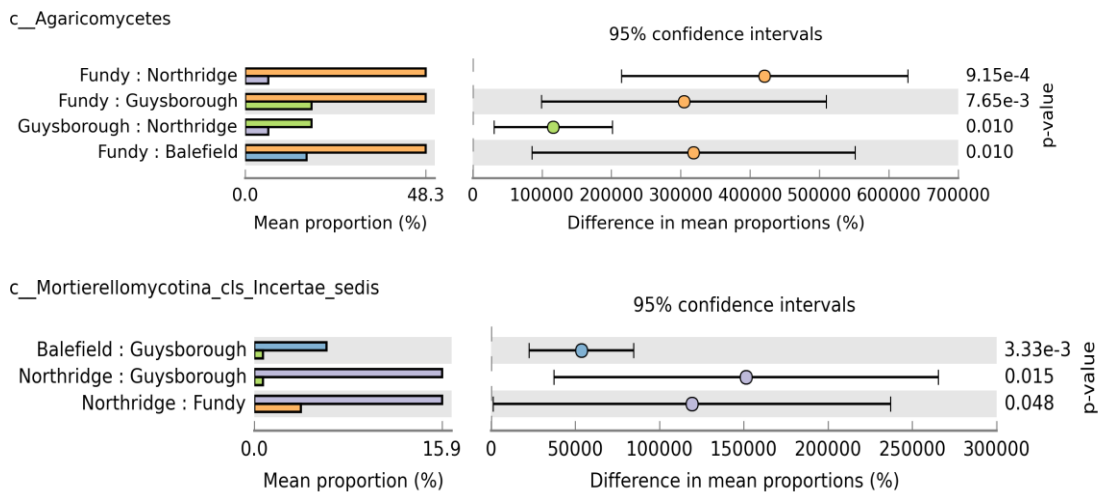 c__Agaricomycetes
95% confidence intervals
Fundy : Northridge
9.15e-4
Fundy : Guysborough
7.65e-3
Guysborough : Northridge
0.010
Fundy : Balefield
0.010
p-value
0.0 48.3
0 100000 200000 300000 400000 500000 600000 700000
Mean proportion (%)
Difference in mean proportions (%)
c__Mortierellomycotina_cls_Incertae_sedis
95% confidence intervals
Balefield : Guysborough
3.33e-3
Northridge : Guysborough
0.015
Northridge : Fundy
0.048
p-value
0.0 15.9
0 50000 100000 150000 200000 250000 300000
Mean proportion (%)
Difference in mean proportions (%)